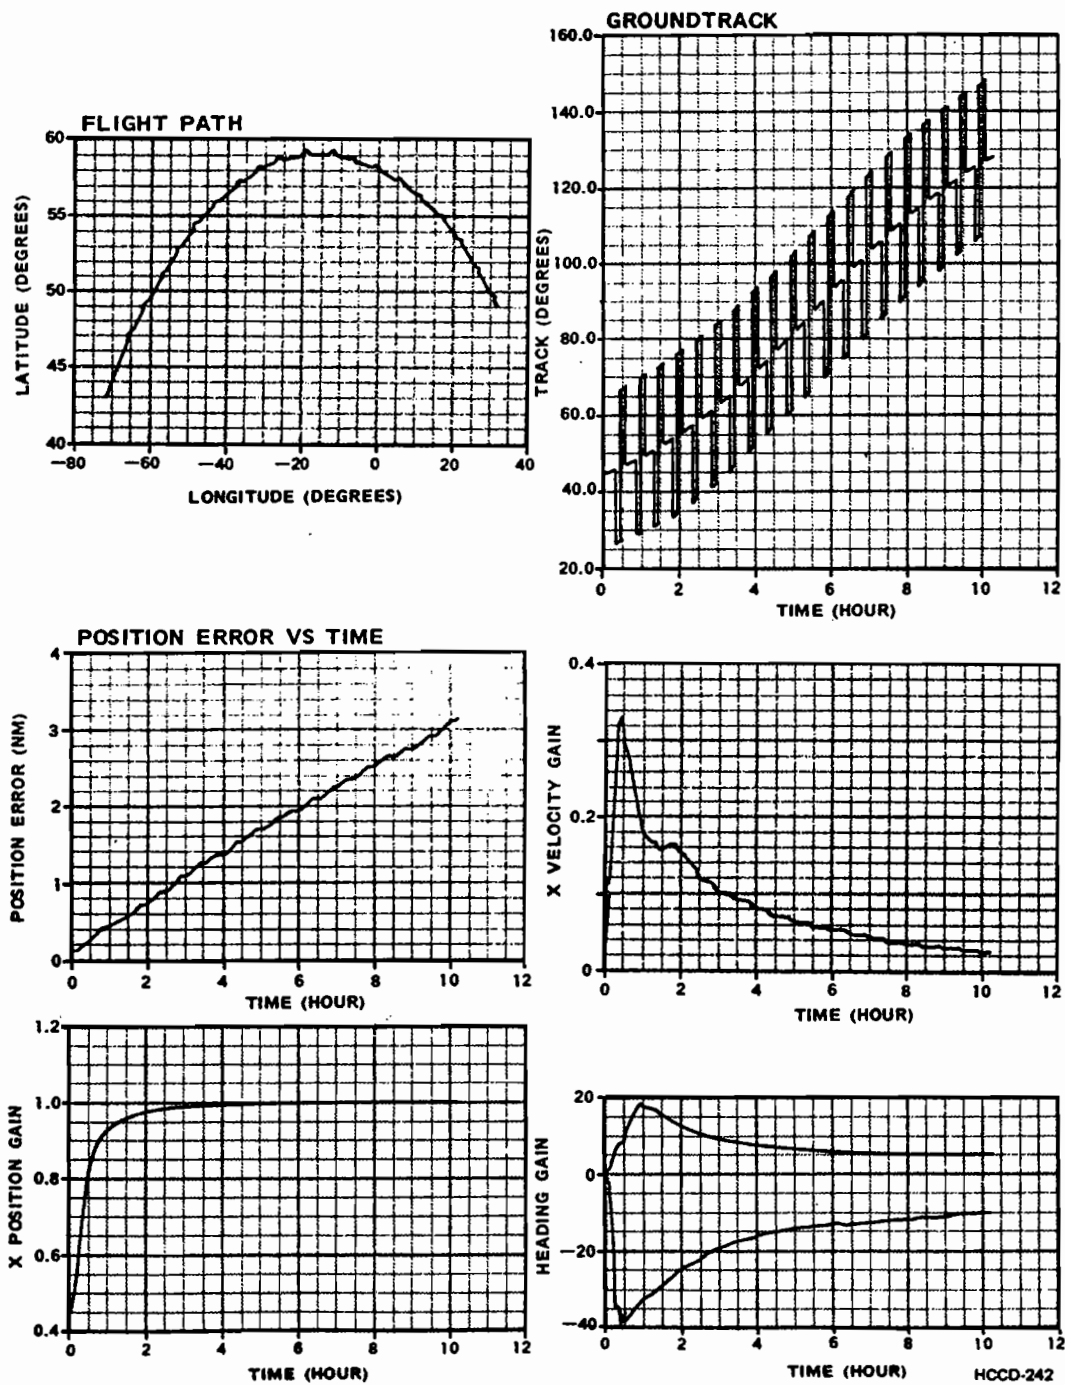 FLIGHT PATH
LATITUDE (DEGREES)
60
55
50
45
40
−80 −60 −40 −20 0 20 40
LONGITUDE (DEGREES)
GROUNDTRACK
TRACK (DEGREES)
160.0
140.0
120.0
100.0
80.0
60.0
40.0
20.0
0 2 4 6 8 10 12
TIME (HOUR)
POSITION ERROR VS TIME
POSITION ERROR (NM)
4
3
2
1
0
0 2 4 6 8 10 12
TIME (HOUR)
X VELOCITY GAIN
0.4
0.2
0
0 2 4 6 8 10 12
TIME (HOUR)
X POSITION GAIN
1.2
1.0
0.8
0.6
0.4
0 2 4 6 8 10 12
TIME (HOUR)
HEADING GAIN
20
0
−20
−40
0 2 4 6 8 10 12
TIME (HOUR)
HCCD-242